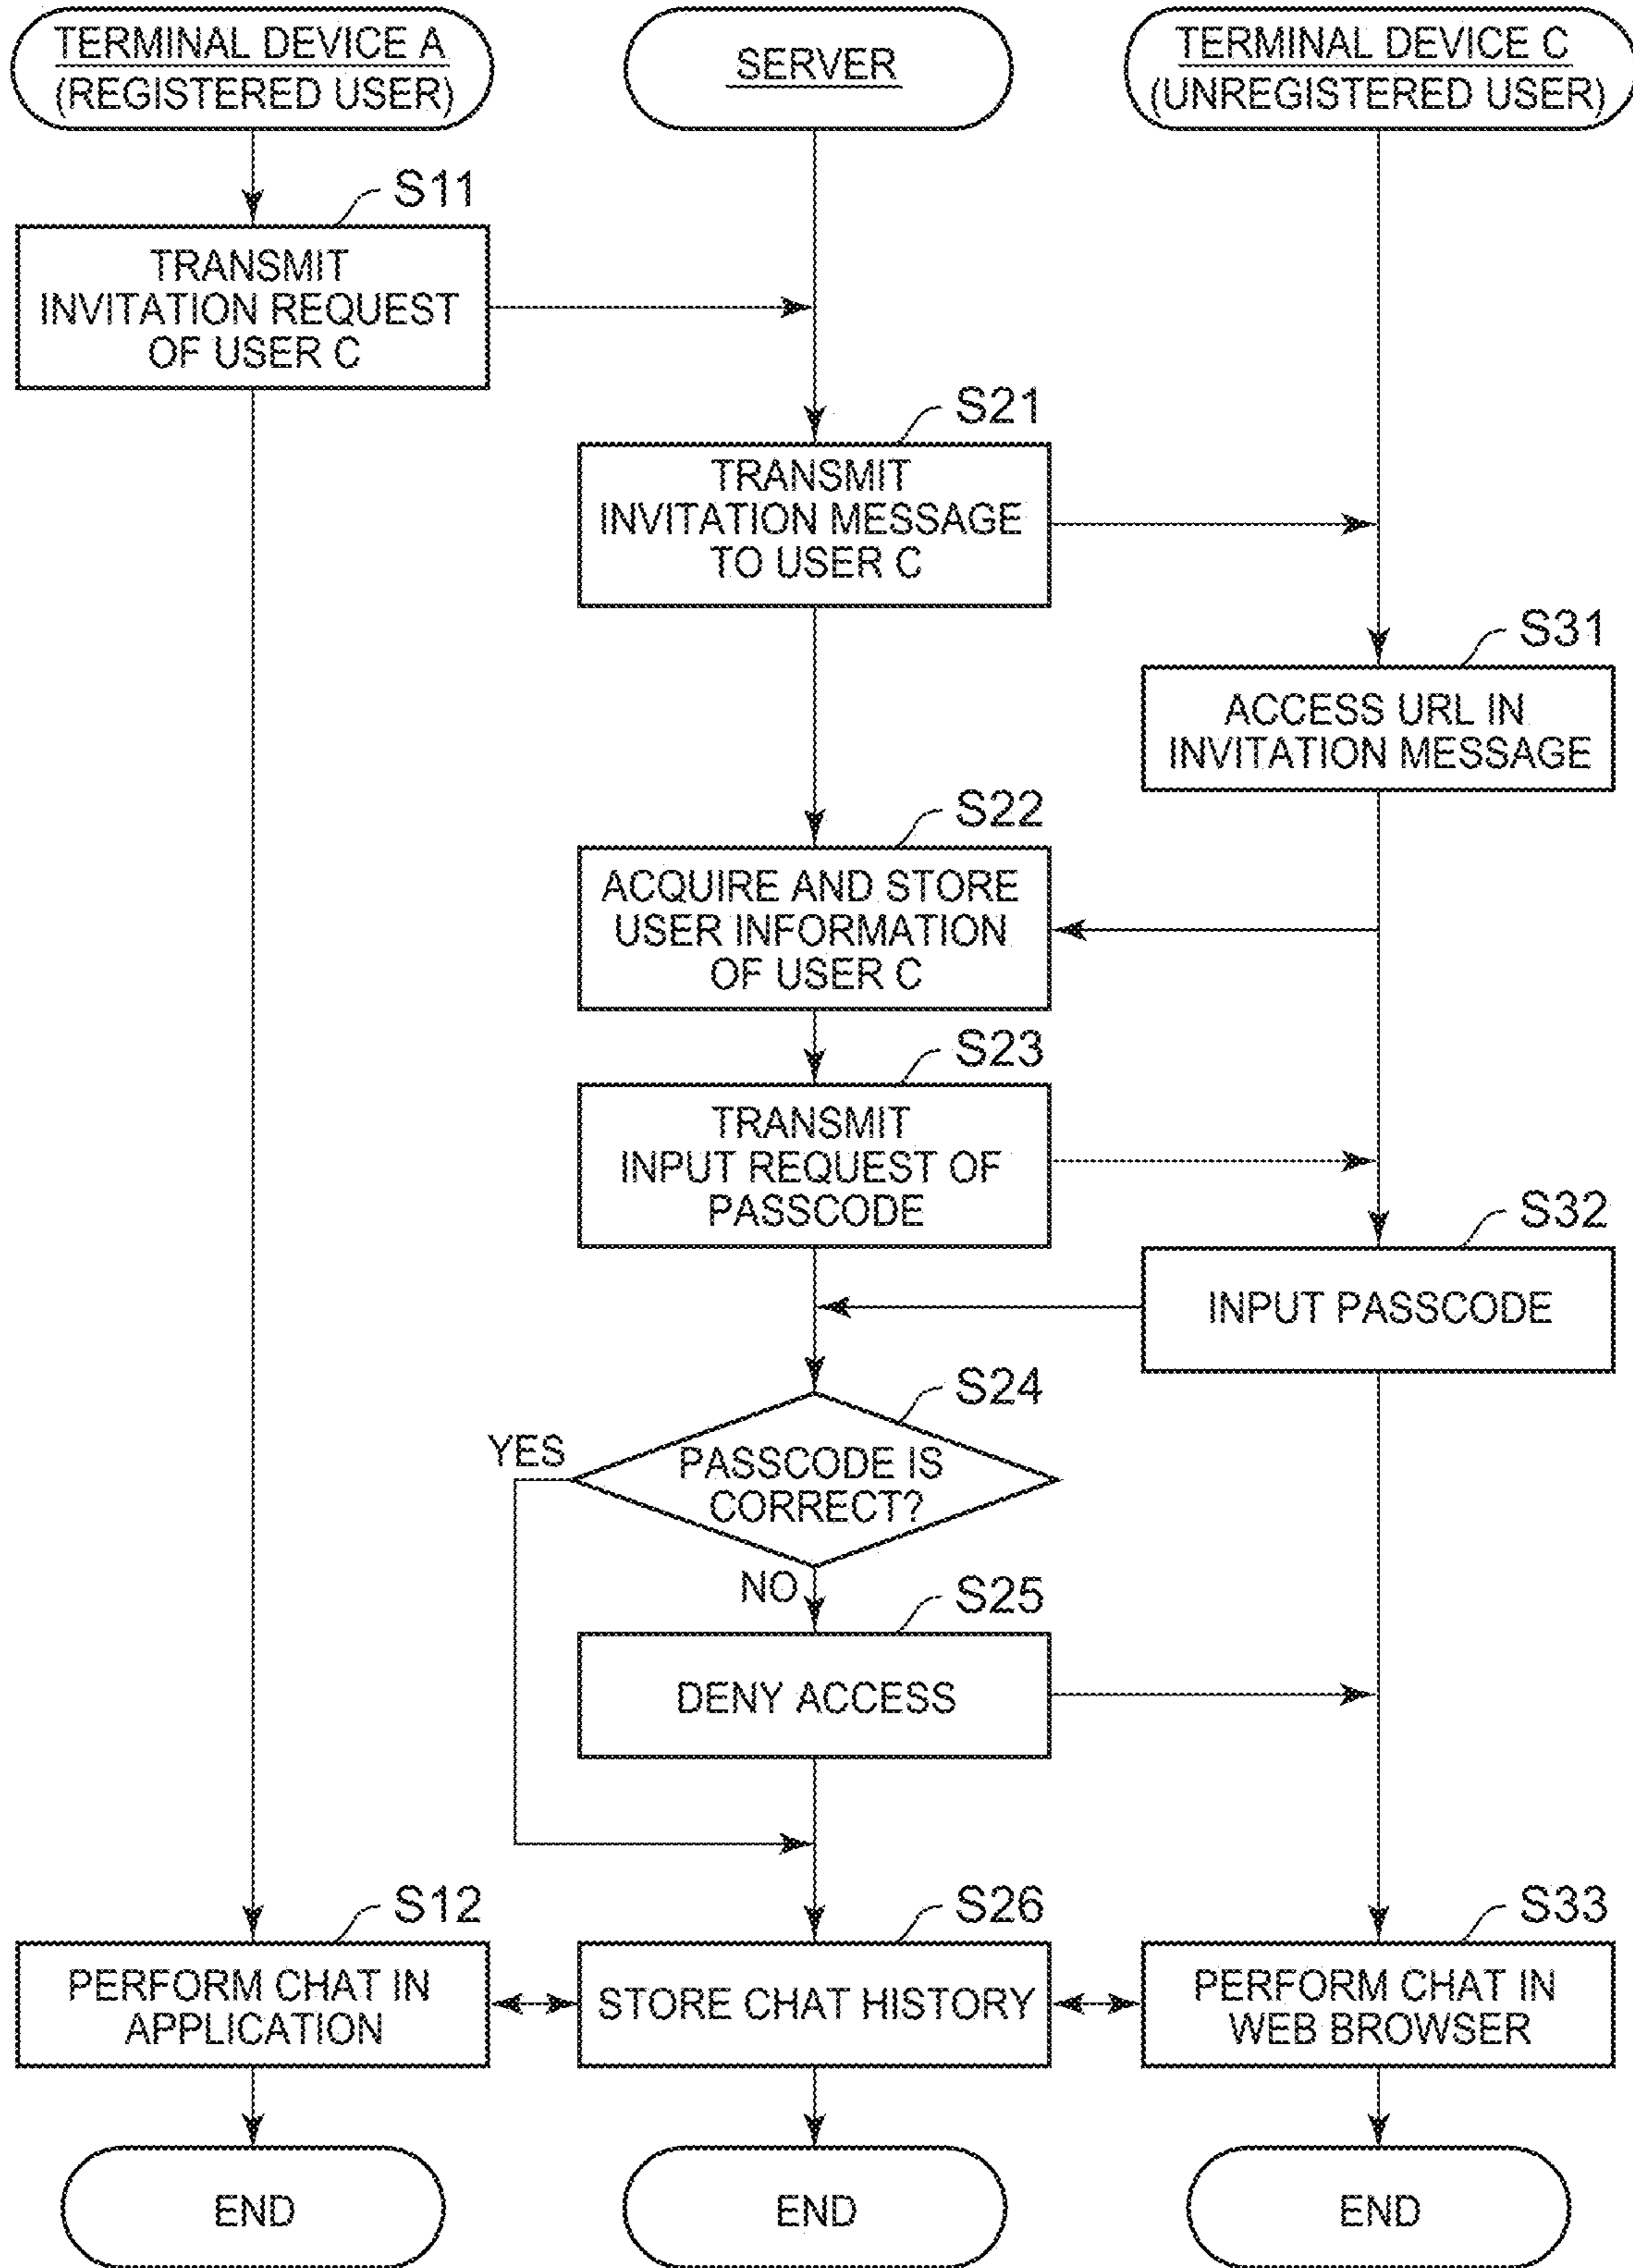 TERMINAL DEVICE A
(REGISTERED USER)
SERVER
TERMINAL DEVICE C
(UNREGISTERED USER)
S11
TRANSMIT
INVITATION REQUEST
OF USER C
S21
TRANSMIT
INVITATION MESSAGE
TO USER C
S31
ACCESS URL IN
INVITATION MESSAGE
S22
ACQUIRE AND STORE
USER INFORMATION
OF USER C
S23
TRANSMIT
INPUT REQUEST OF
PASSCODE
S32
INPUT PASSCODE
S24
YES
PASSCODE IS
CORRECT?
NO
S25
DENY ACCESS
S12
PERFORM CHAT IN
APPLICATION
S26
STORE CHAT HISTORY
S33
PERFORM CHAT IN
WEB BROWSER
END
END
END